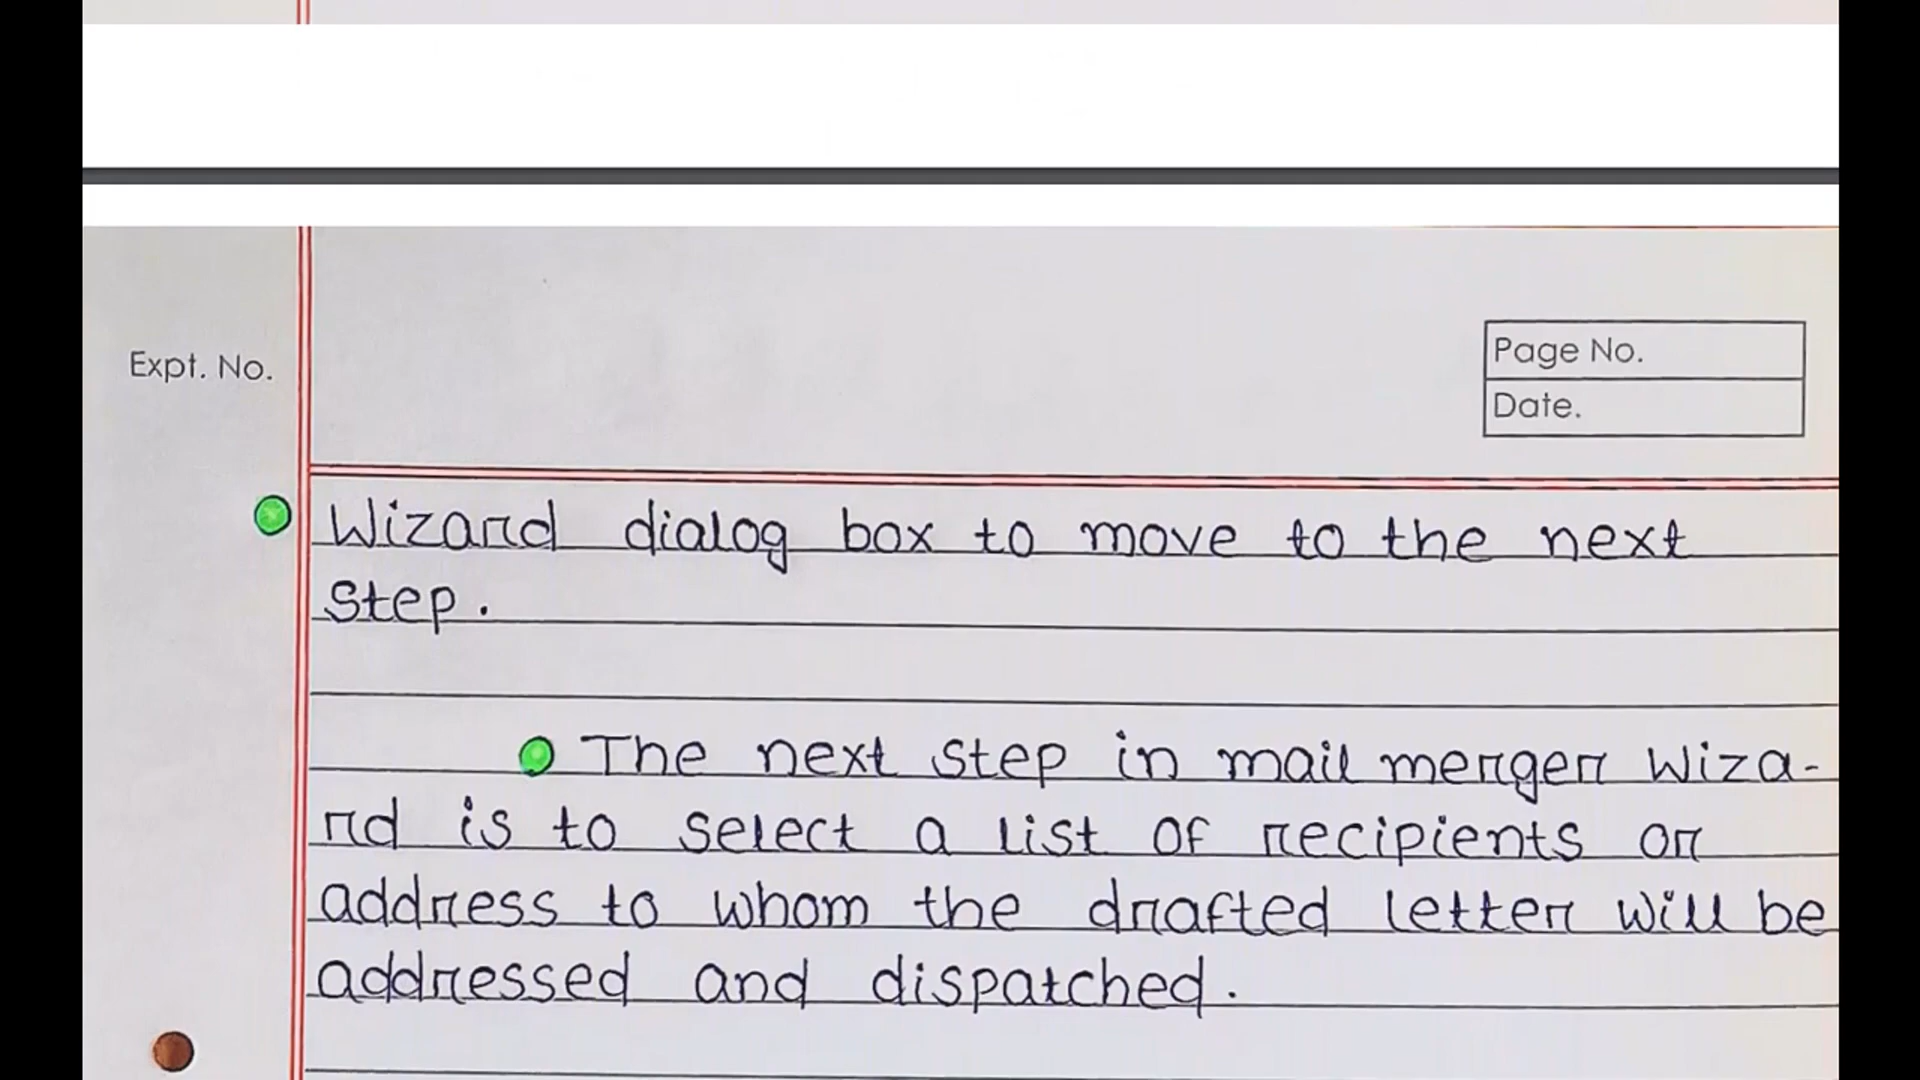 Page No.
Expt. No.
Date.
Wizard dialog box to move to the next
step.
The next step in mail merger Wiza-
rd is to select a list of recipients or
address to whom the drafted letter will be
addressed and dispatched.